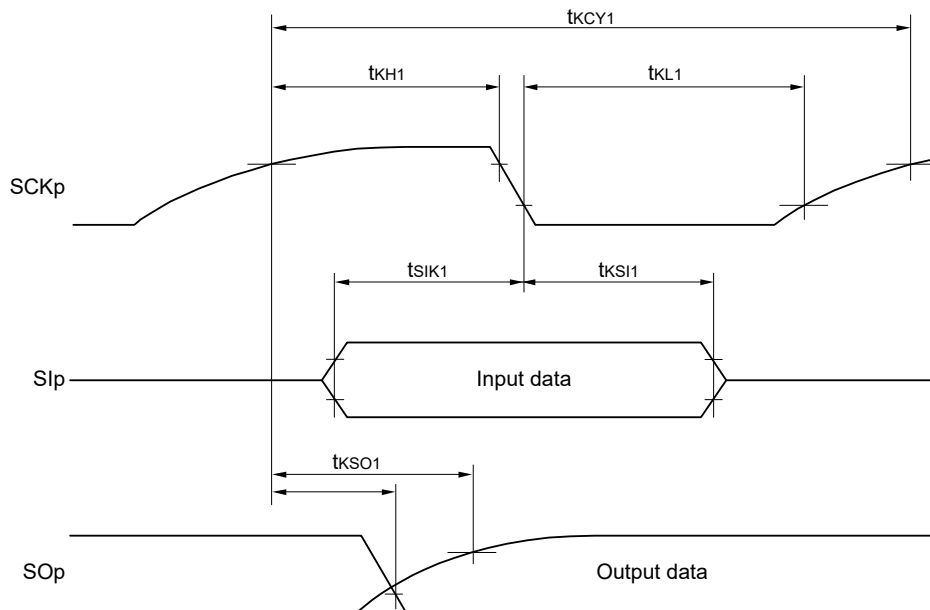 tKCY1
tKH1
tKL1
SCKp
tSIK1
tKSI1
SIp
Input data
tKSO1
SOp
Output data